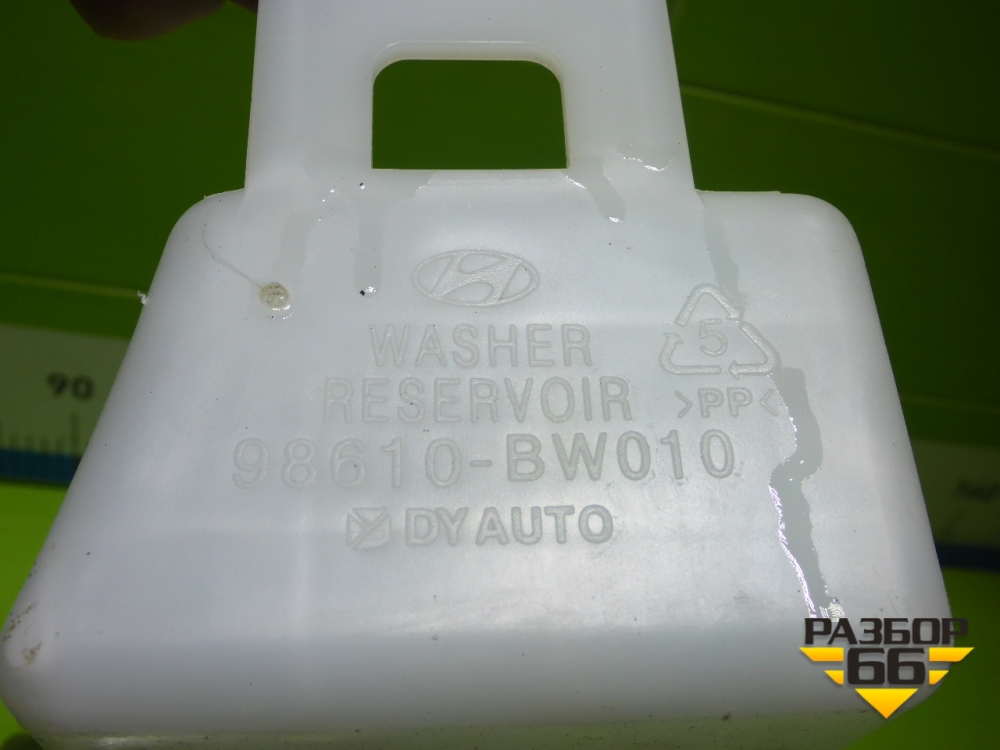 WASHER
RESERVOIR
98610-BW010
DYAUTO
5
>PP<
90
РАЗБОР
66